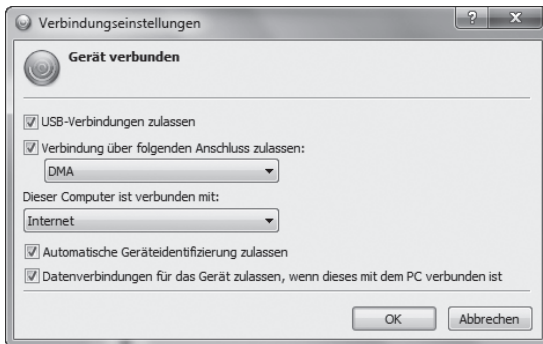 Verbindungseinstellungen
Gerät verbunden
USB-Verbindungen zulassen
Verbindung über folgenden Anschluss zulassen:
DMA
Dieser Computer ist verbunden mit:
Internet
Automatische Geräteidentifizierung zulassen
Datenverbindungen für das Gerät zulassen, wenn dieses mit dem PC verbunden ist
OK Abbrechen